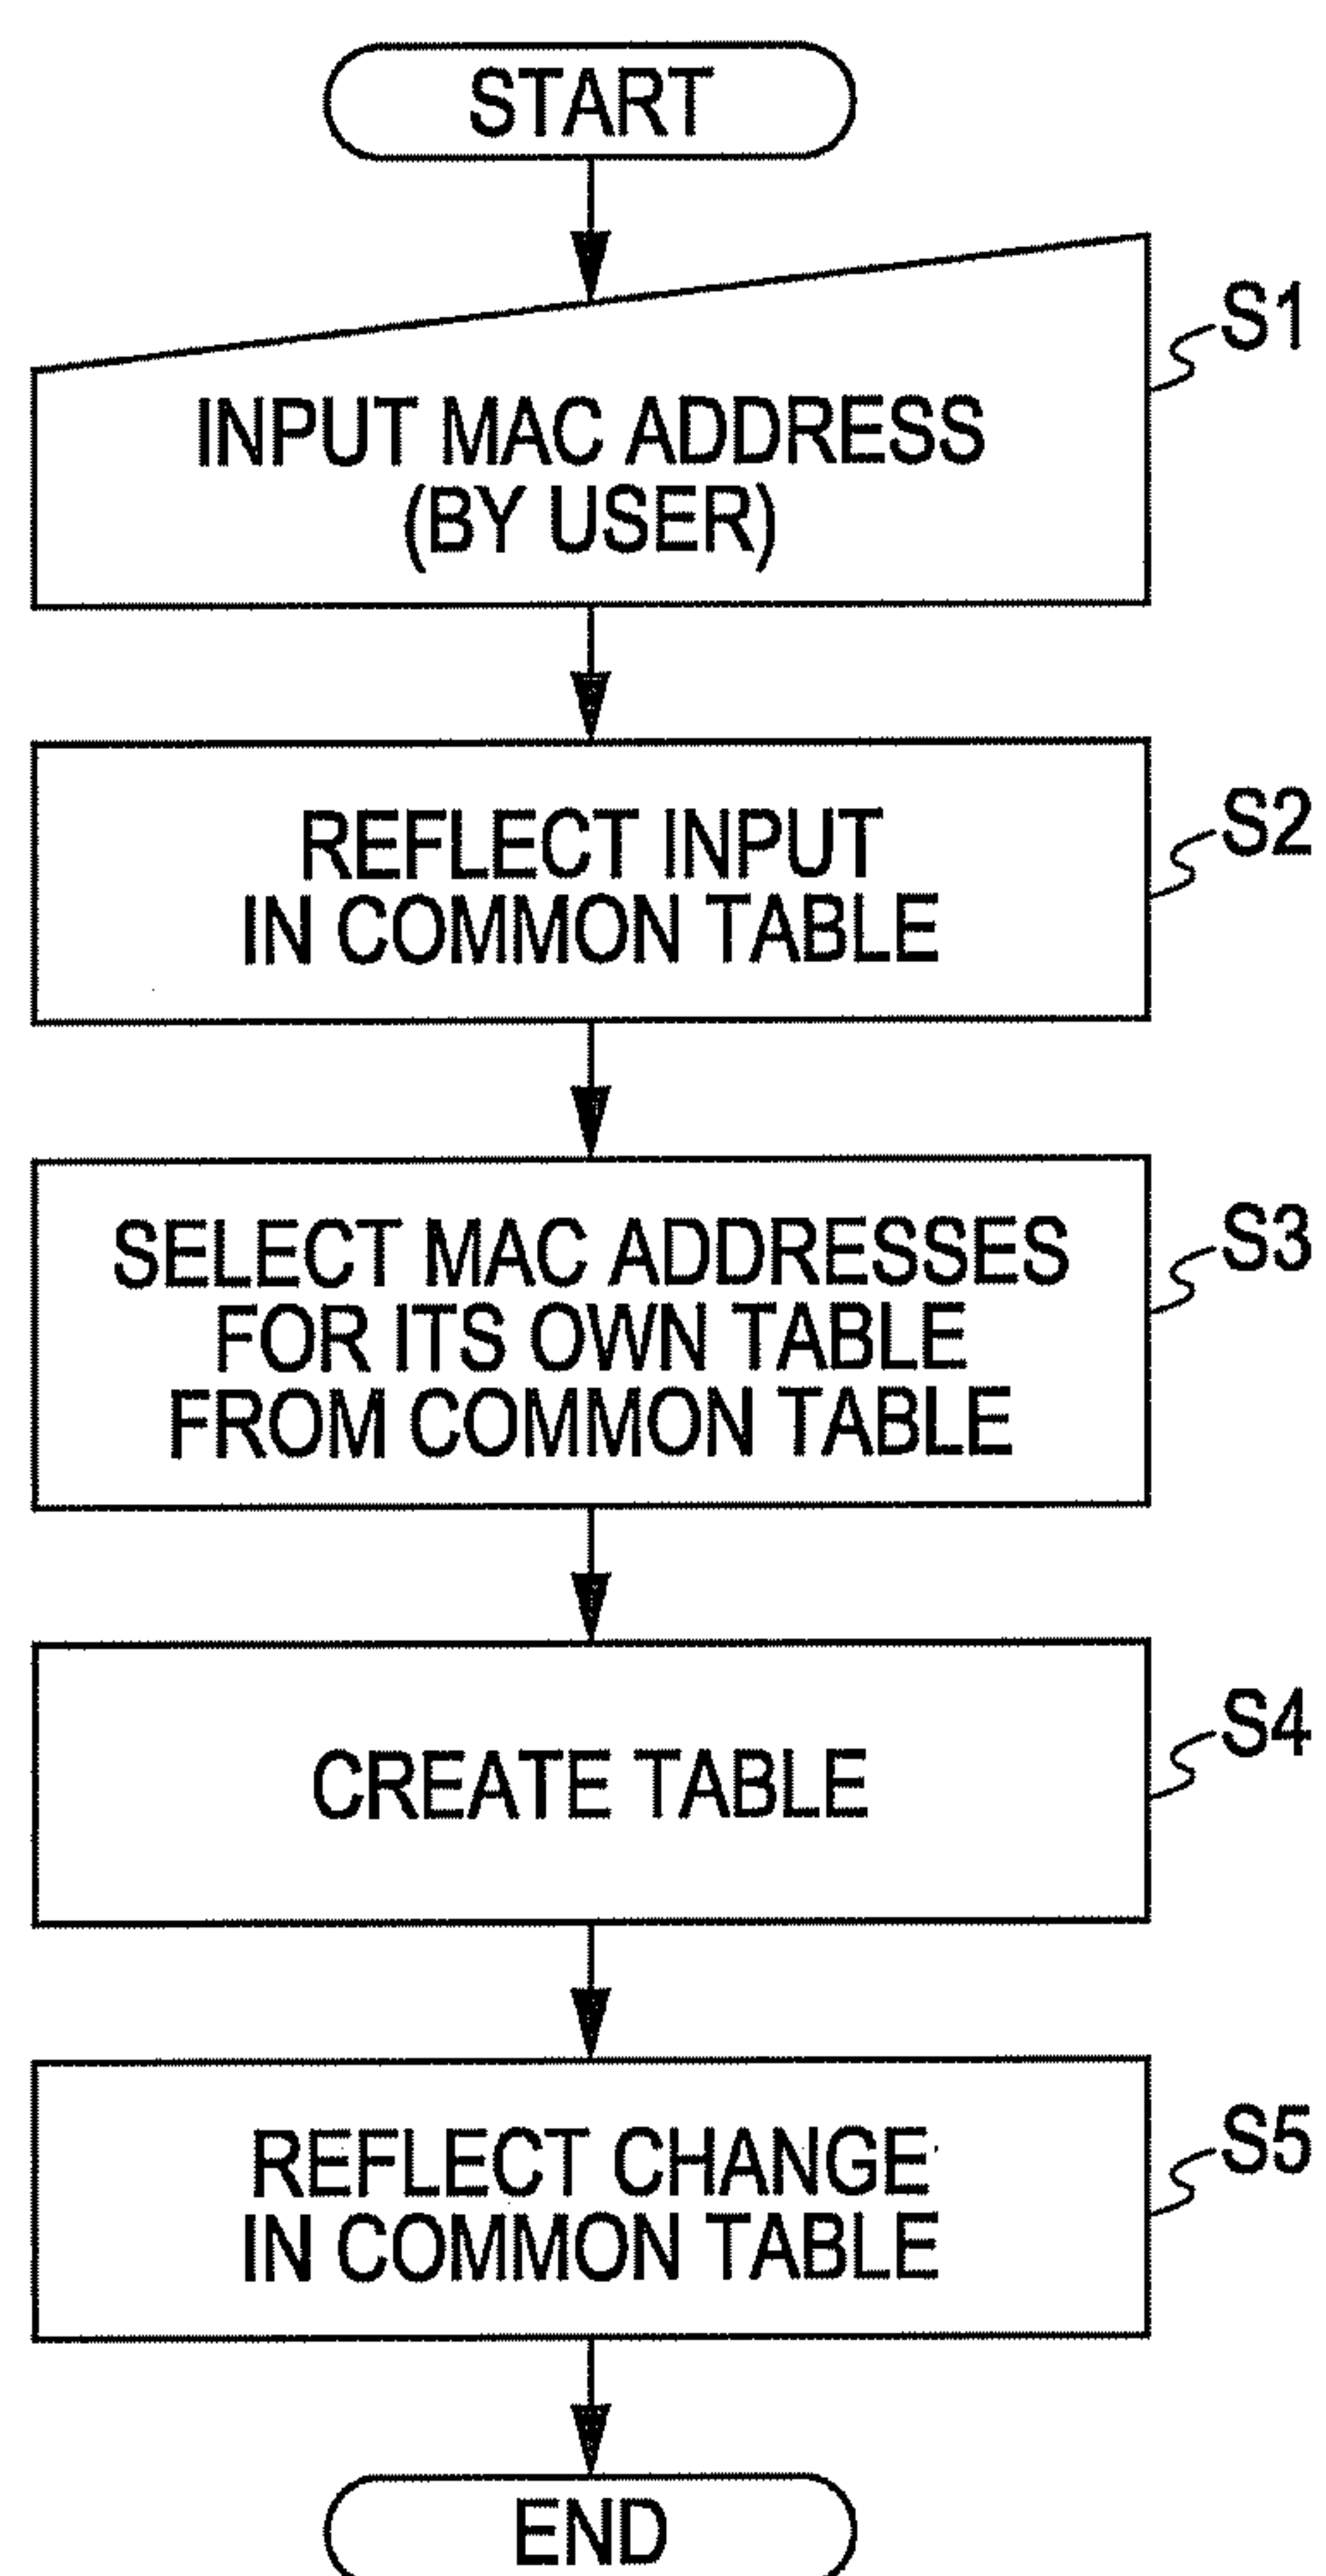 START
S1
INPUT MAC ADDRESS
(BY USER)
S2
REFLECT INPUT
IN COMMON TABLE
S3
SELECT MAC ADDRESSES
FOR ITS OWN TABLE
FROM COMMON TABLE
S4
CREATE TABLE
S5
REFLECT CHANGE
IN COMMON TABLE
END